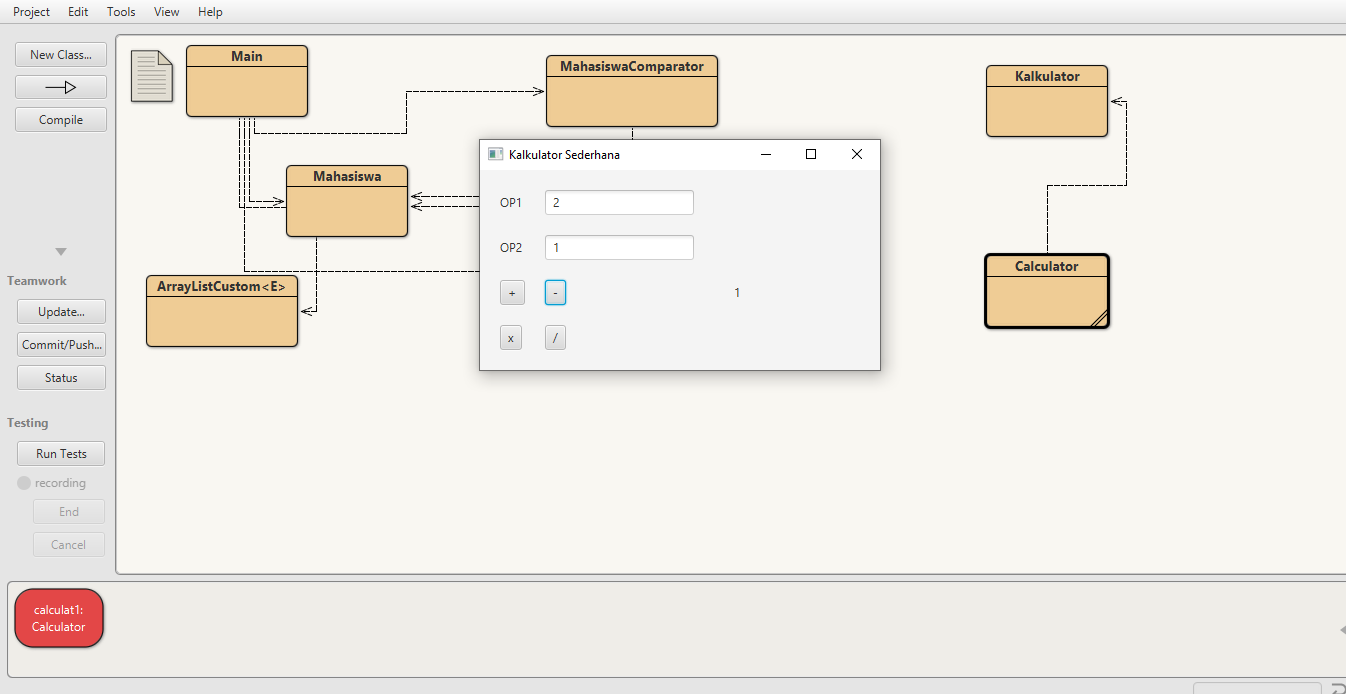 Project Edit Tools View Help
New Class...
Compile
Teamwork
Update...
Commit/Push...
Status
Testing
Run Tests
recording
End
Cancel
Main
MahasiswaComparator
Kalkulator
Mahasiswa
ArrayListCustom<E>
Calculator
Kalkulator Sederhana
OP1 2
OP2 1
+ - 1
x /
calculat1:
Calculator